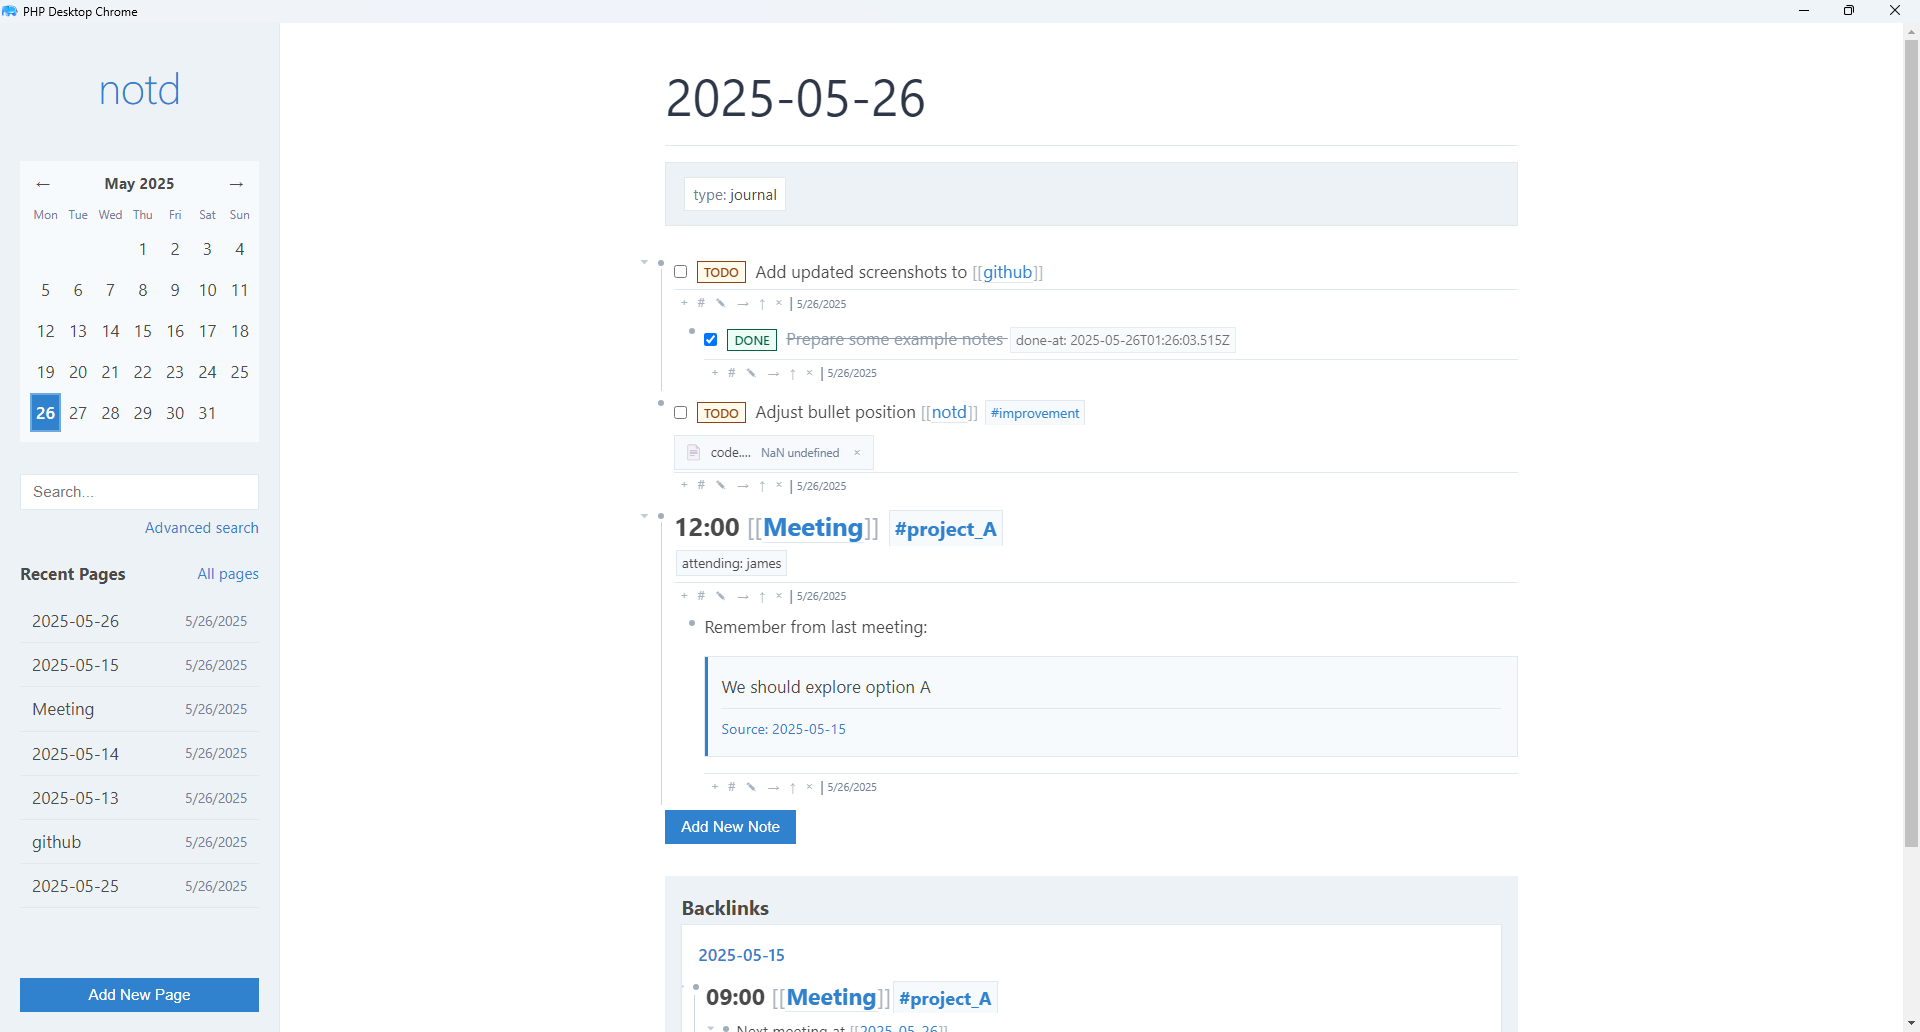 PHP Desktop Chrome
notd
← May 2025 →
Mon Tue Wed Thu Fri Sat Sun
1 2 3 4
5 6 7 8 9 10 11
12 13 14 15 16 17 18
19 20 21 22 23 24 25
26 27 28 29 30 31
Search...
Advanced search
Recent Pages All pages
2025-05-26 5/26/2025
2025-05-15 5/26/2025
Meeting 5/26/2025
2025-05-14 5/26/2025
2025-05-13 5/26/2025
github 5/26/2025
2025-05-25 5/26/2025
Add New Page
2025-05-26
type: journal
TODO Add updated screenshots to [[github]]
+ # → ↑ × | 5/26/2025
DONE Prepare some example notes done-at: 2025-05-26T01:26:03.515Z
+ # → ↑ × | 5/26/2025
TODO Adjust bullet position [[notd]] #improvement
code.... NaN undefined ×
+ # → ↑ × | 5/26/2025
12:00 [[Meeting]] #project_A
attending: james
+ # → ↑ × | 5/26/2025
Remember from last meeting:
We should explore option A
Source: 2025-05-15
+ # → ↑ × | 5/26/2025
Add New Note
Backlinks
2025-05-15
09:00 [[Meeting]] #project_A
Next meeting at [[2025-05-26]]